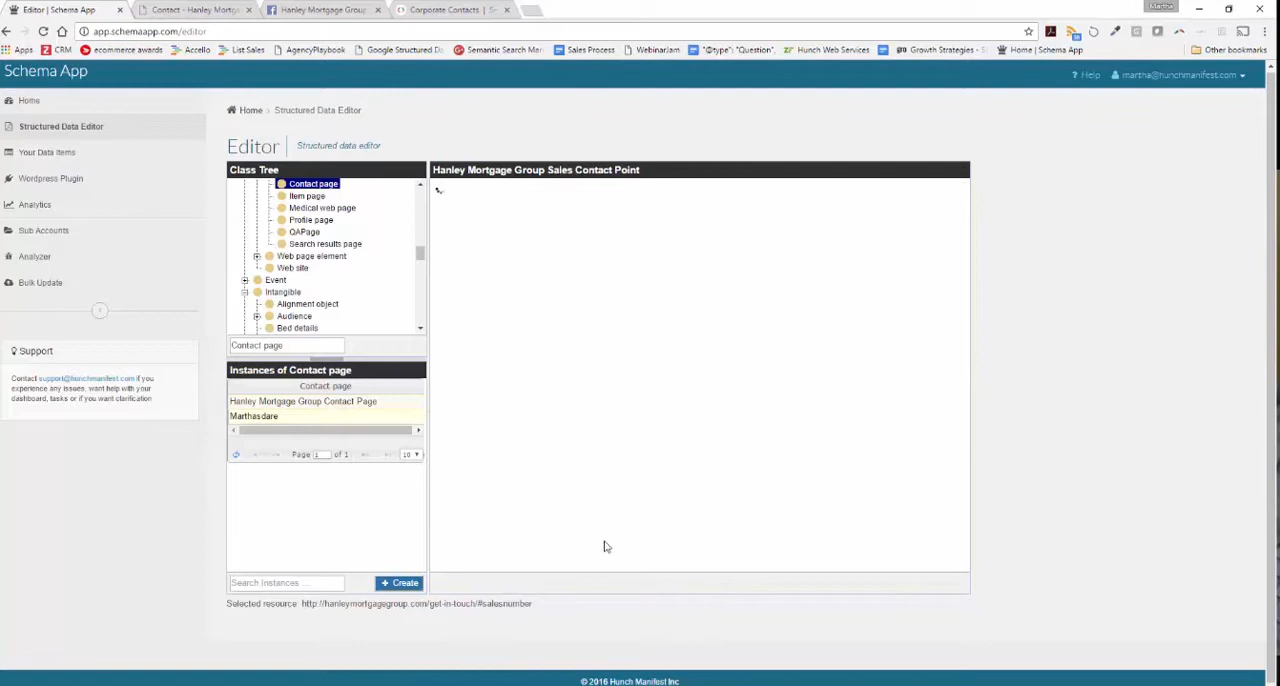 Editor | Schema App
Contact - Hanley Mortg
Hanley Mortgage Group
Corporate Contacts | S
Martha
app.schemaapp.com/editor
Apps
CRM
ecommerce awards
Accello
List Sales
AgencyPlaybook
Google Structured D
Semantic Search Mar
Sales Process
WebinarJam
"@type": "Question",
Hunch Web Services
Growth Strategies - S
Home | Schema App
Other bookmarks
Schema App
? Help
martha@hunchmanifest.com
Home
Structured Data Editor
Your Data Items
Wordpress Plugin
Analytics
Sub Accounts
Analyzer
Bulk Update
Support
Contact support@hunchmanifest.com if you
experience any issues, want help with your
dashboard, tasks or if you want clarification
Home > Structured Data Editor
Editor | Structured data editor
Class Tree
Contact page
Item page
Medical web page
Profile page
QAPage
Search results page
Web page element
Web site
Event
Intangible
Alignment object
Audience
Bed details
Contact page
Instances of Contact page
Contact page
Hanley Mortgage Group Contact Page
Marthasdare
Page 1 of 1
10
Search Instances ...
+ Create
Hanley Mortgage Group Sales Contact Point
Selected resource http://hanleymortgagegroup.com/get-in-touch/#salesnumber
© 2016 Hunch Manifest Inc